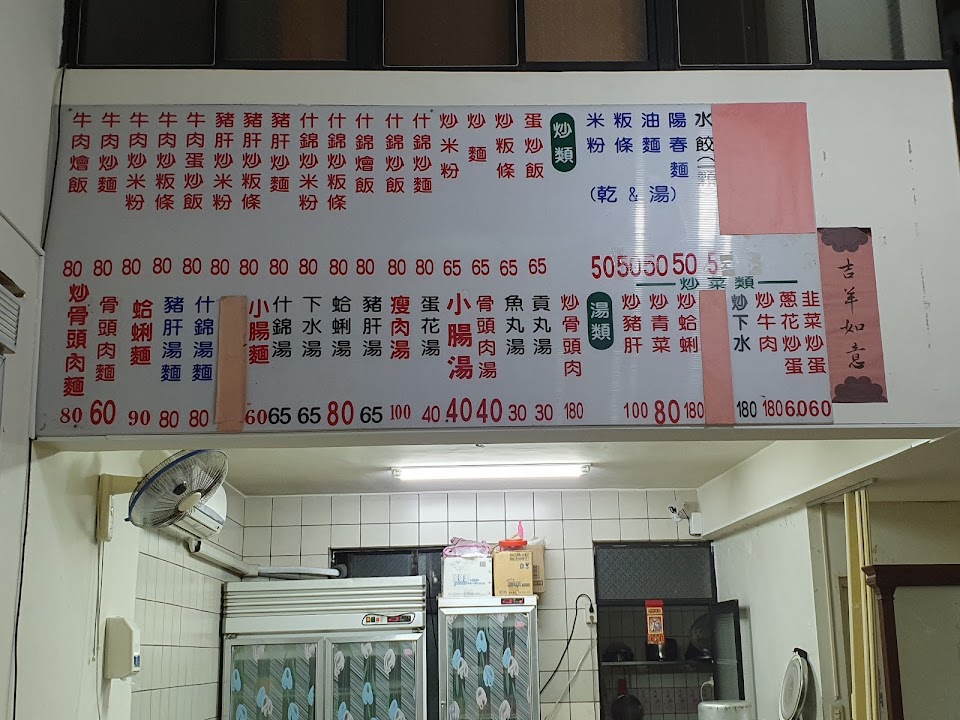 水餃(一
陽春麵
油麵
粄條
米粉
(乾 & 湯)
炒類
蛋炒飯
炒粄條
炒麵
炒米粉
什錦炒麵
什錦炒飯
什錦燴飯
什錦炒粄條
什錦炒米粉
豬肝炒麵
豬肝炒粄條
豬肝炒米粉
牛肉蛋炒飯
牛肉炒粄條
牛肉炒米粉
牛肉炒麵
牛肉燴飯
80 80 80 80 80 80 80 80 80 80 80 80 80 65 65 65 65 50 50 50 50 5
吉羊如意
炒菜類
韭菜炒蛋
蔥花炒蛋
炒牛肉
炒下水
炒蛤蜊
炒青菜
炒豬肝
湯類
炒骨頭肉
貢丸湯
魚丸湯
骨頭肉湯
小腸湯
蛋花湯
瘦肉湯
豬肝湯
蛤蜊湯
下水湯
什錦湯
小腸麵
什錦湯麵
豬肝湯麵
蛤蜊麵
骨頭肉麵
炒骨頭肉麵
80 60 90 80 80 60 65 65 80 65 100 40 40 40 30 30 180 100 80 180 180 180 60 60